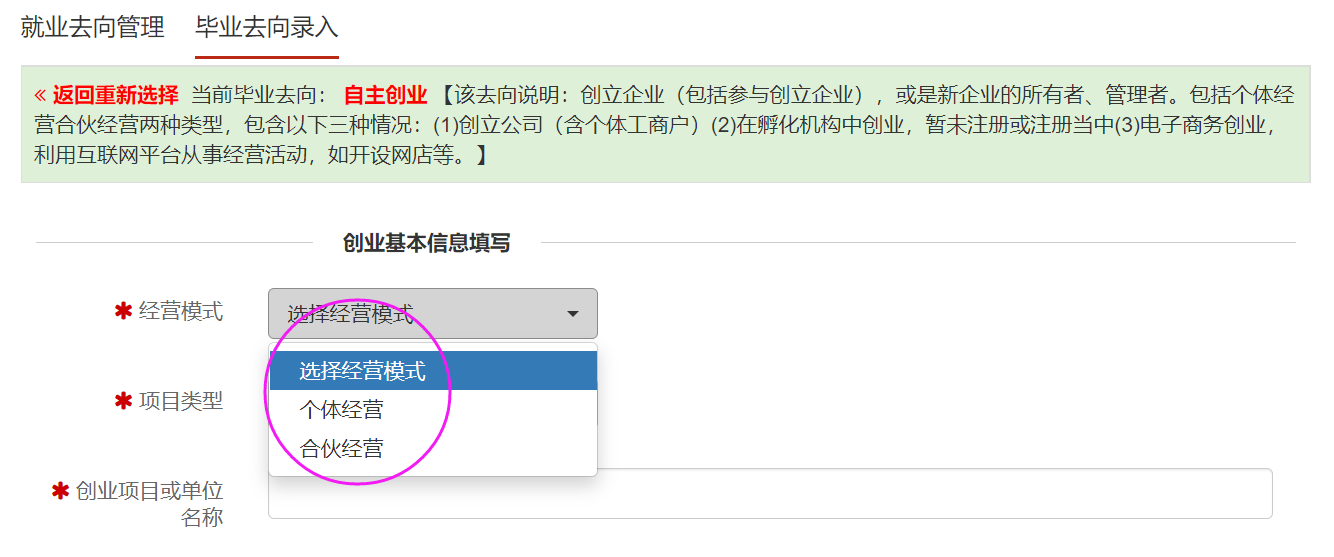 就业去向管理 毕业去向录入
« 返回重新选择 当前毕业去向： 自主创业 【该去向说明：创立企业（包括参与创立企业），或是新企业的所有者、管理者。包括个体经
营合伙经营两种类型，包含以下三种情况：(1)创立公司（含个体工商户）(2)在孵化机构中创业，暂未注册或注册当中(3)电子商务创业，
利用互联网平台从事经营活动，如开设网店等。】
创业基本信息填写
✱ 经营模式 选择经营模式
选择经营模式
✱ 项目类型 个体经营
合伙经营
✱ 创业项目或单位
名称